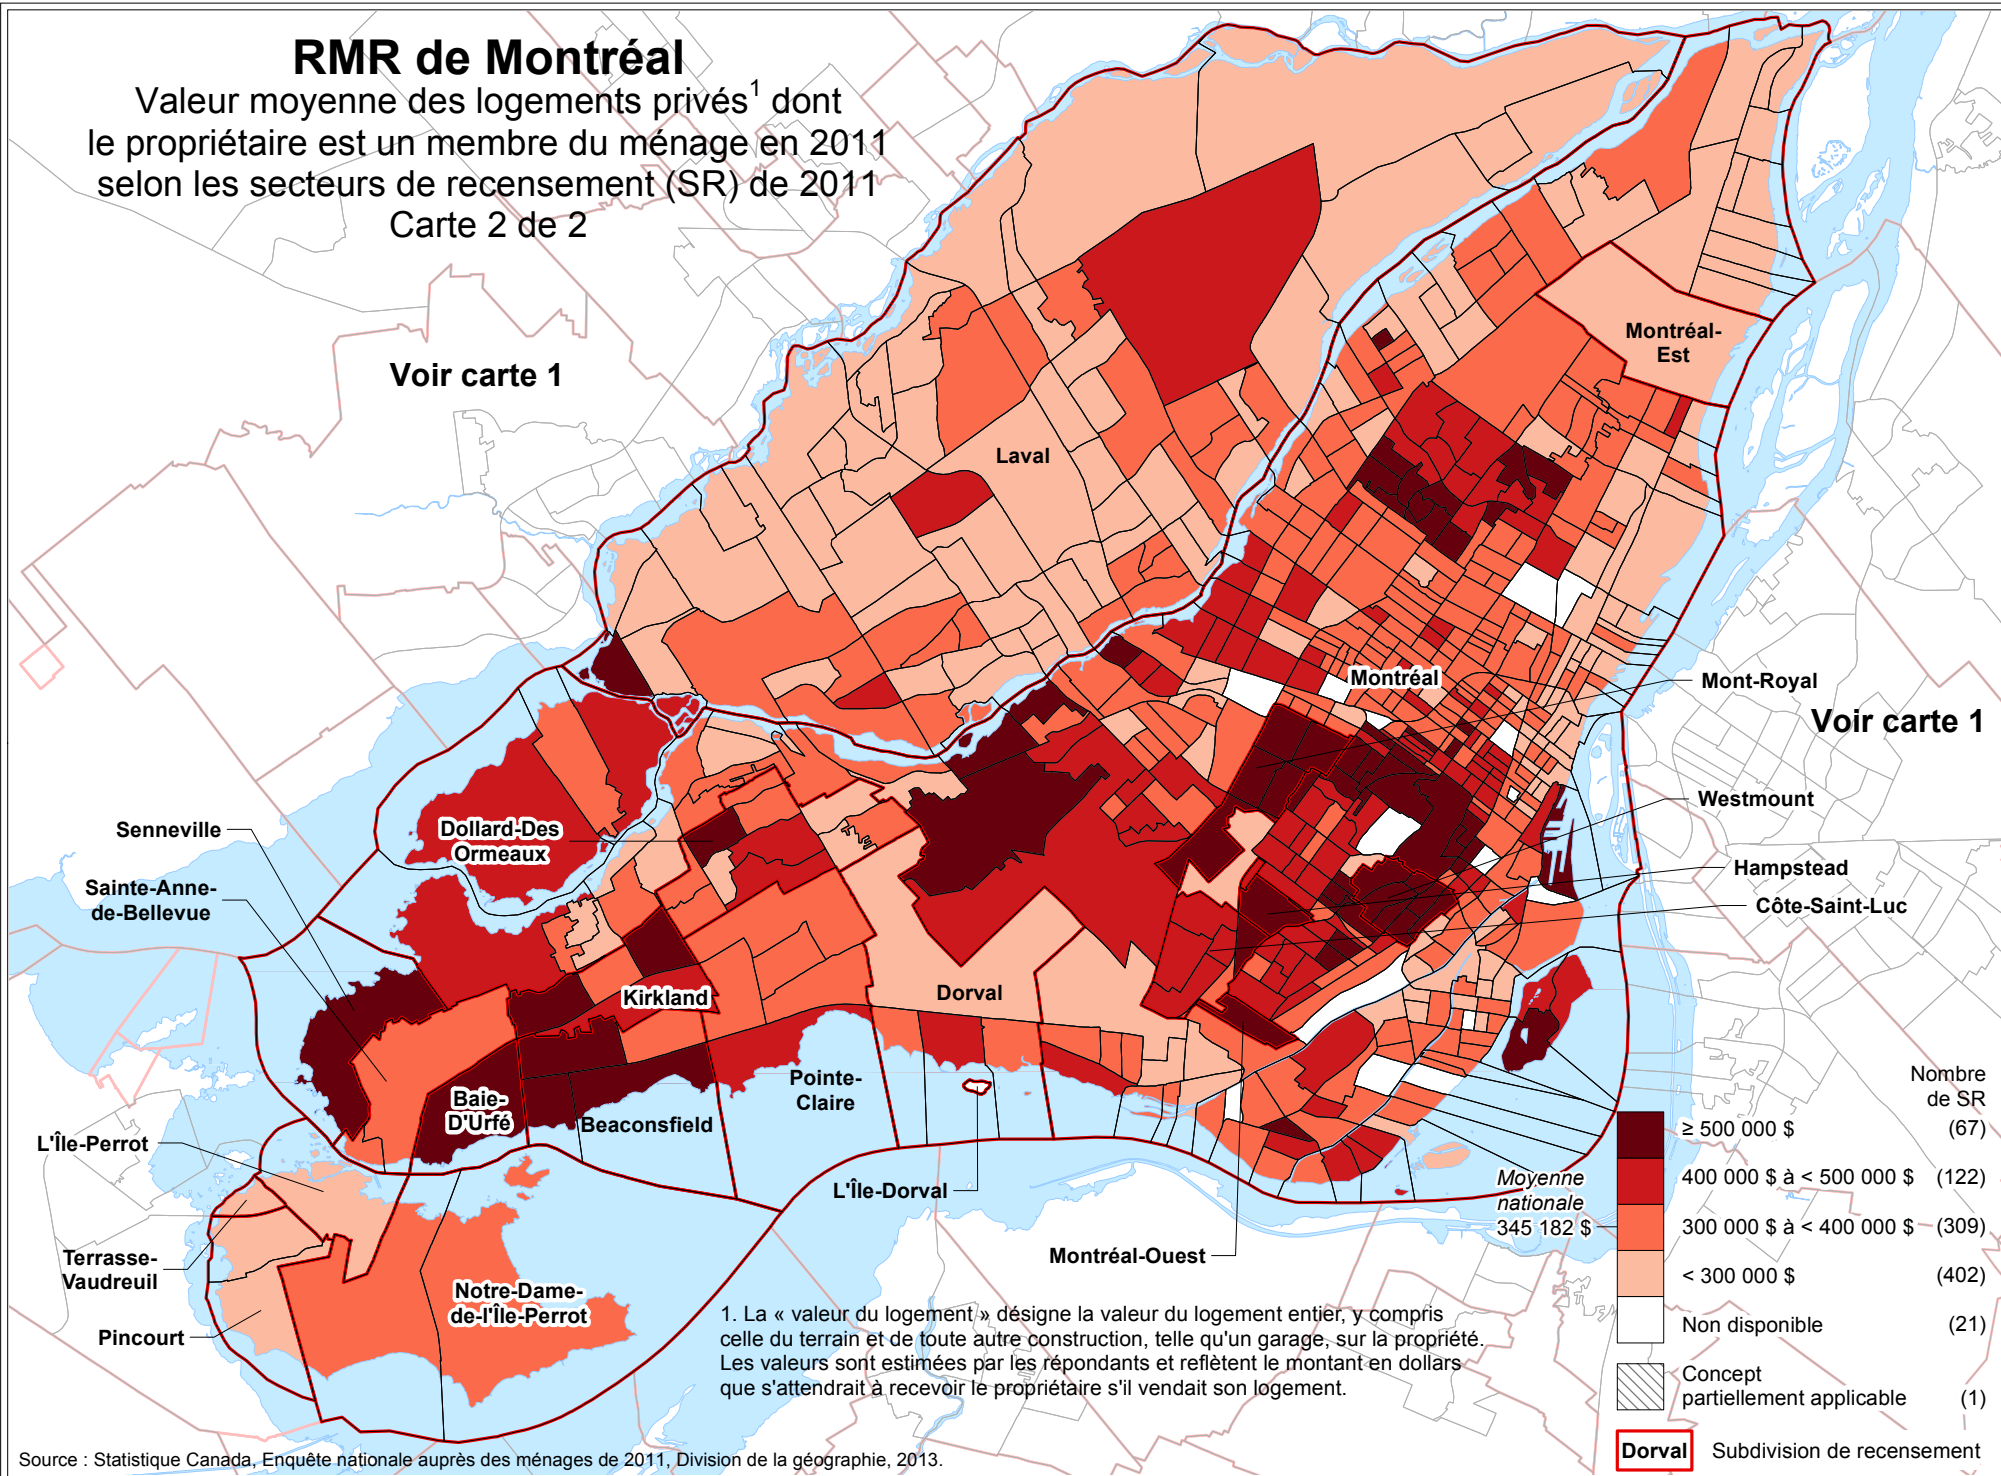 RMR de Montréal
Valeur moyenne des logements privés¹ dont
le propriétaire est un membre du ménage en 2011
selon les secteurs de recensement (SR) de 2011
Carte 2 de 2
Voir carte 1
Montréal-
Est
Laval
Montréal
Mont-Royal
Voir carte 1
Westmount
Hampstead
Côte-Saint-Luc
Senneville
Dollard-Des
Ormeaux
Sainte-Anne-
de-Bellevue
Kirkland
Dorval
Baie-
D'Urfé
Beaconsfield
Pointe-
Claire
L'Île-Perrot
L'Île-Dorval
Terrasse-
Vaudreuil
Montréal-Ouest
Notre-Dame-
de-l'Île-Perrot
Pincourt
Nombre
de SR
≥ 500 000 $ (67)
400 000 $ à < 500 000 $ (122)
Moyenne
nationale
345 182 $
300 000 $ à < 400 000 $ (309)
< 300 000 $ (402)
Non disponible (21)
Concept
partiellement applicable (1)
Dorval Subdivision de recensement
1. La « valeur du logement » désigne la valeur du logement entier, y compris
celle du terrain et de toute autre construction, telle qu'un garage, sur la propriété.
Les valeurs sont estimées par les répondants et reflètent le montant en dollars
que s'attendrait à recevoir le propriétaire s'il vendait son logement.
Source : Statistique Canada, Enquête nationale auprès des ménages de 2011, Division de la géographie, 2013.